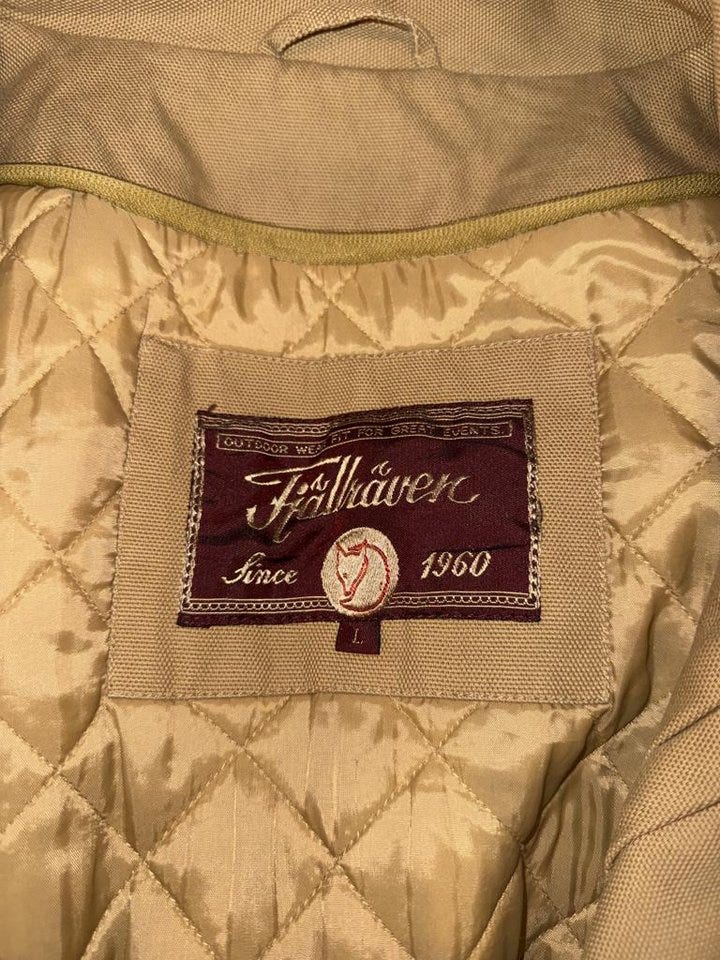 OUTDOOR WEAR FIT FOR GREAT EVENTS.
Fjällräven
Since 1960
L